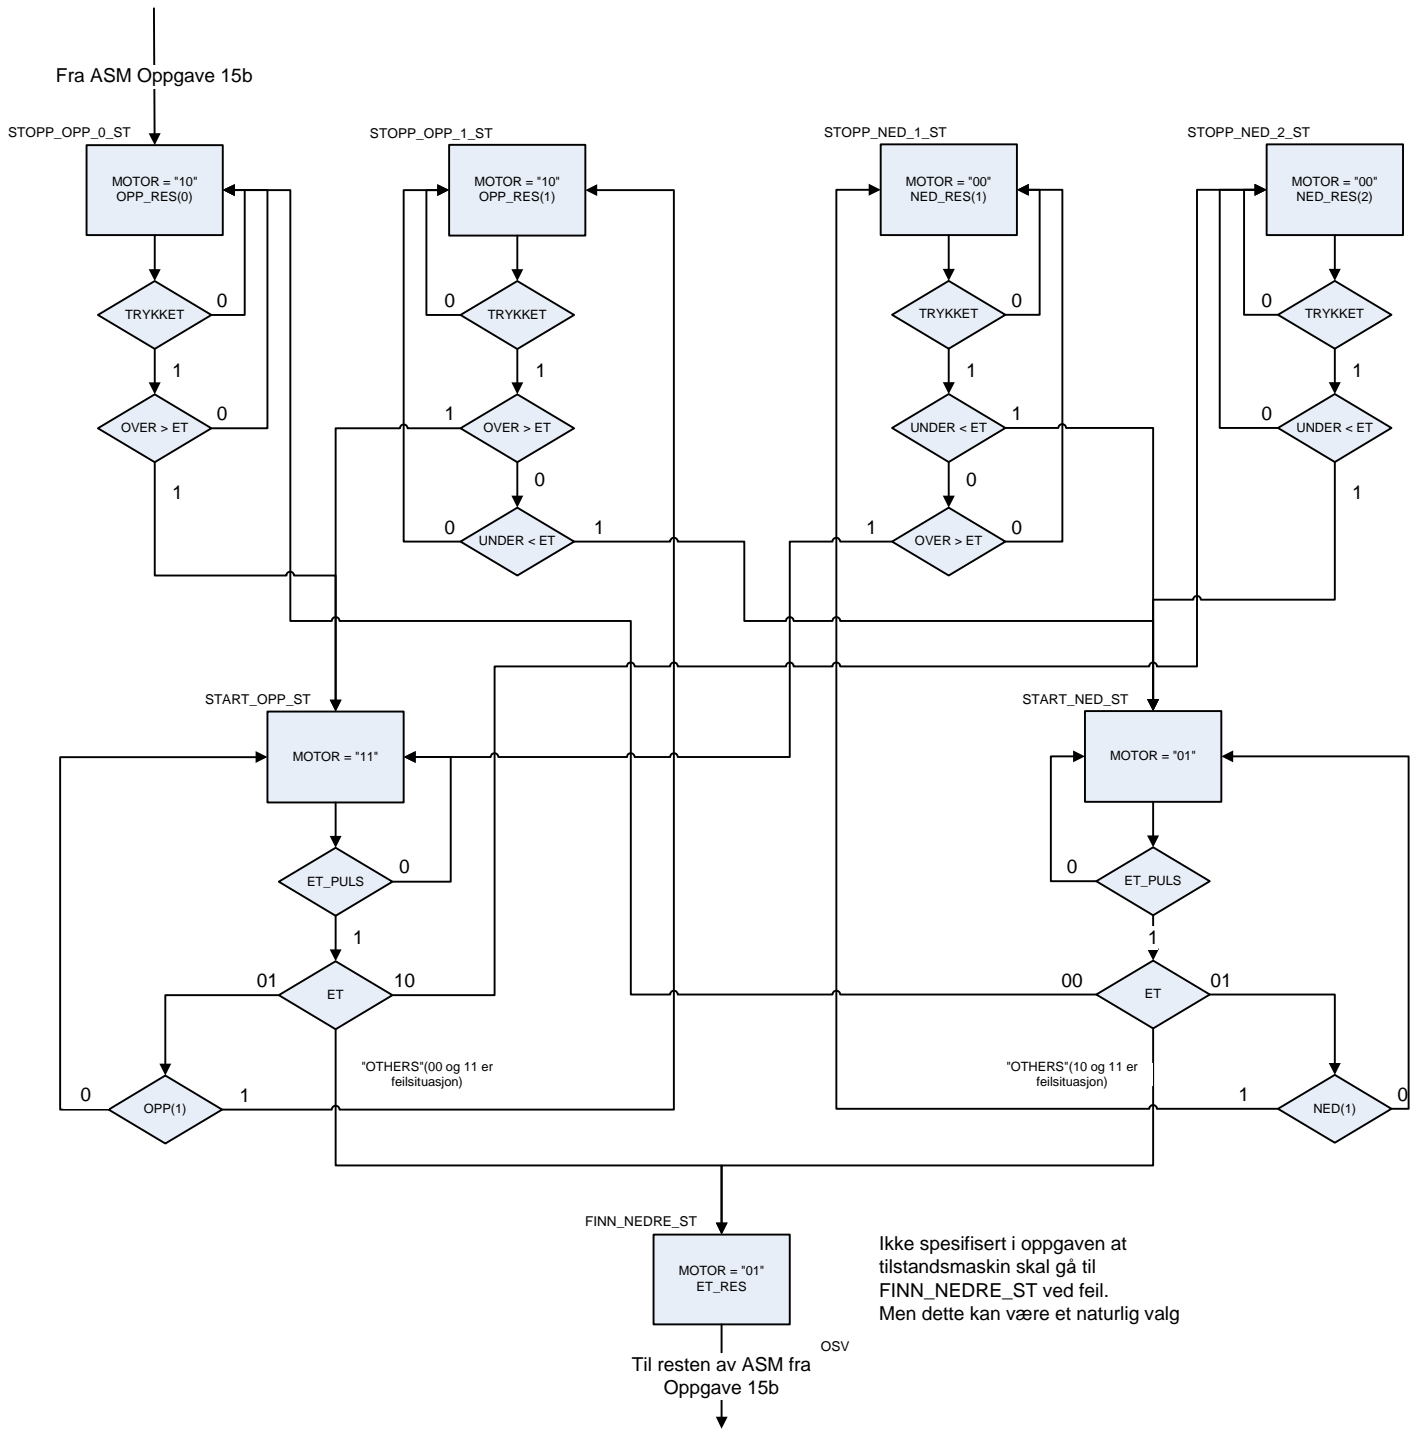 Fra ASM Oppgave 15b
STOPP_OPP_0_ST
STOPP_OPP_1_ST
STOPP_NED_1_ST
STOPP_NED_2_ST
MOTOR = "10"
OPP_RES(0)
MOTOR = "10"
OPP_RES(1)
MOTOR = "00"
NED_RES(1)
MOTOR = "00"
NED_RES(2)
TRYKKET
0
0
TRYKKET
TRYKKET
0
0
TRYKKET
1
1
1
1
OVER > ET
0
1
OVER > ET
UNDER < ET
1
0
UNDER < ET
1
0
0
1
0
UNDER < ET
1
1
OVER > ET
0
START_OPP_ST
START_NED_ST
MOTOR = "11"
MOTOR = "01"
ET_PULS
0
0
ET_PULS
1
1
01
ET
10
00
ET
01
"OTHERS"(00 og 11 er
feilsituasjon)
"OTHERS"(10 og 11 er
feilsituasjon)
0
OPP(1)
1
1
NED(1)
0
FINN_NEDRE_ST
MOTOR = "01"
ET_RES
Ikke spesifisert i oppgaven at
tilstandsmaskin skal gå til
FINN_NEDRE_ST ved feil.
Men dette kan være et naturlig valg
OSV
Til resten av ASM fra
Oppgave 15b